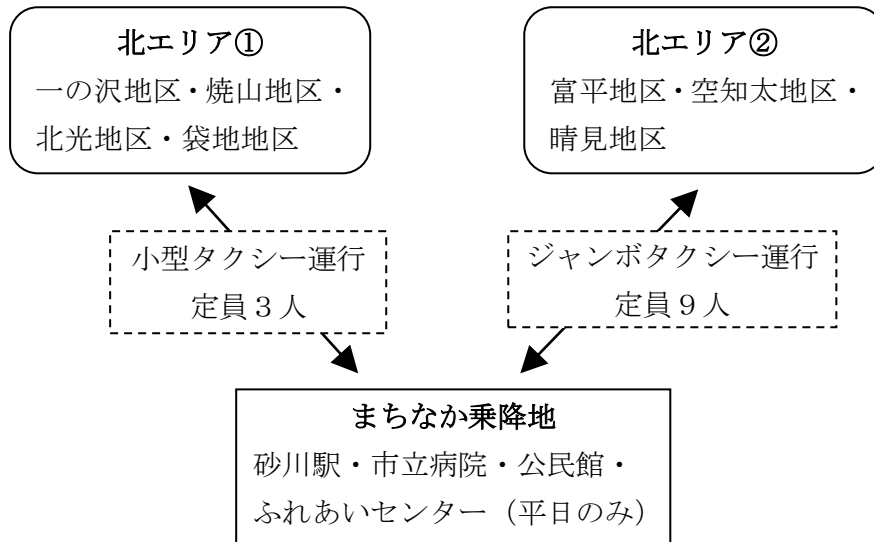 北エリア①
一の沢地区・焼山地区・
北光地区・袋地地区
北エリア②
富平地区・空知太地区・
晴見地区
小型タクシー運行
定員３人
ジャンボタクシー運行
定員９人
まちなか乗降地
砂川駅・市立病院・公民館・
ふれあいセンター（平日のみ）